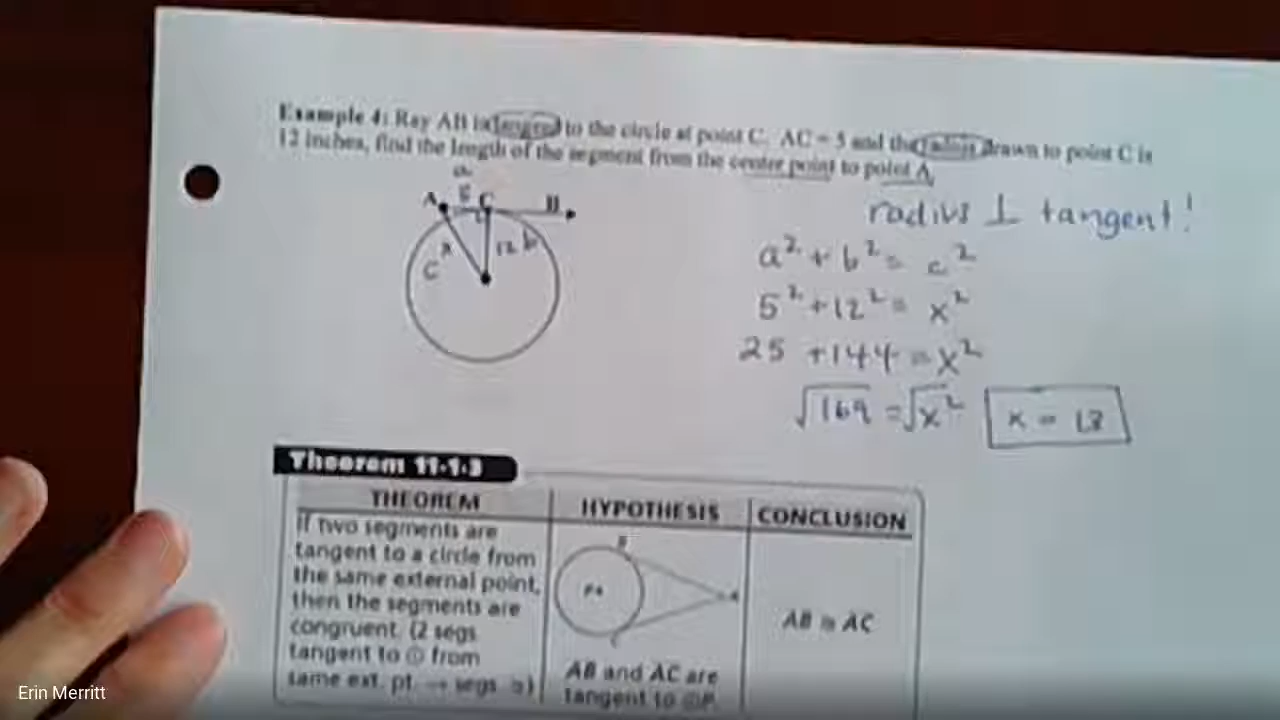 Example 4: Ray AB is tangent to the circle at point C. AC = 5 and the radius drawn to point C is
12 inches, find the length of the segment from the center point to point A.
a
A 5 C B
x 12 b
C
radius ⊥ tangent!
a² + b² = c²
5² + 12² = x²
25 + 144 = x²
√169 = √x² x = 13
Theorem 11-1-3
THEOREM HYPOTHESIS CONCLUSION
If two segments are
tangent to a circle from
the same external point,
then the segments are
congruent. (2 segs.
tangent to ⊙ from
same ext. pt. → segs. ≅)
B
P
A
C
AB and AC are
tangent to ⊙P.
AB ≅ AC
Erin Merritt